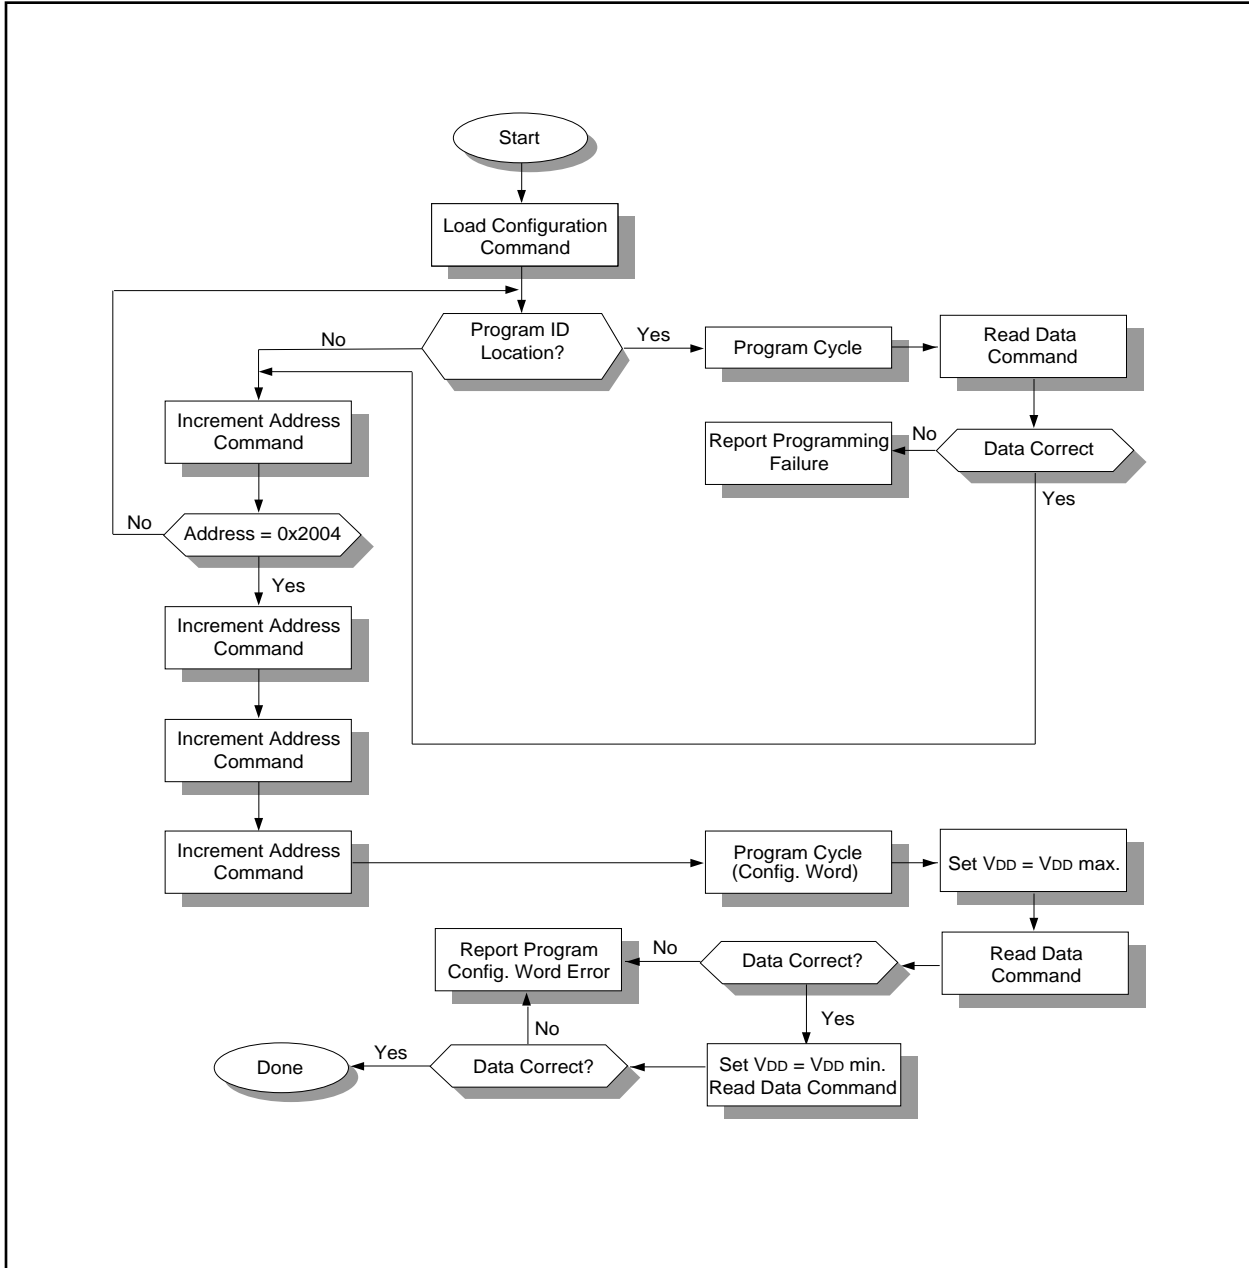 Start
Load Configuration
Command
Program ID
Location?
No
Yes
Program Cycle
Read Data
Command
Increment Address
Command
Report Programming
Failure
No
Data Correct
Yes
No
Address = 0x2004
Yes
Increment Address
Command
Increment Address
Command
Increment Address
Command
Program Cycle
(Config. Word)
Set VDD = VDD max.
Read Data
Command
Data Correct?
No
Report Program
Config. Word Error
Yes
No
Set VDD = VDD min.
Read Data Command
Data Correct?
Yes
Done